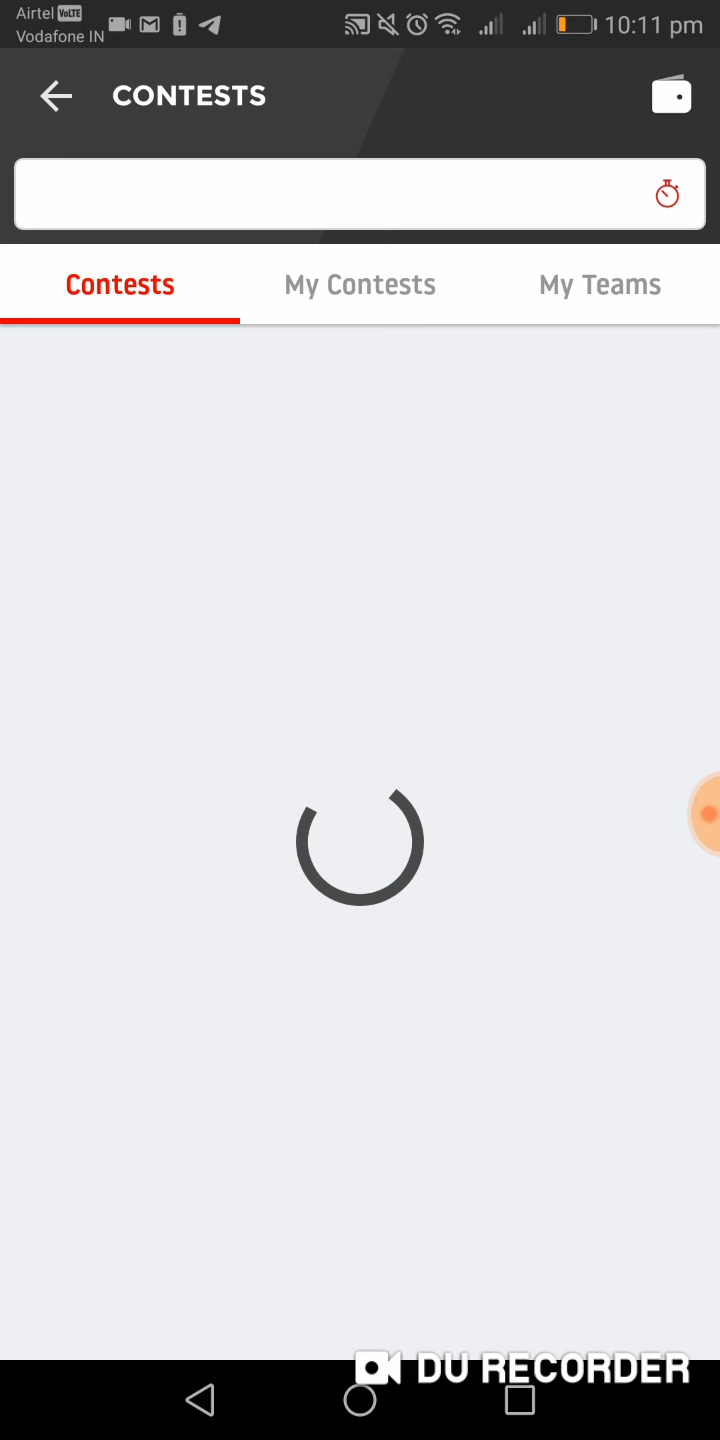 Airtel VoLTE
Vodafone IN
10:11 pm
CONTESTS
Contests
My Contests
My Teams
DU RECORDER